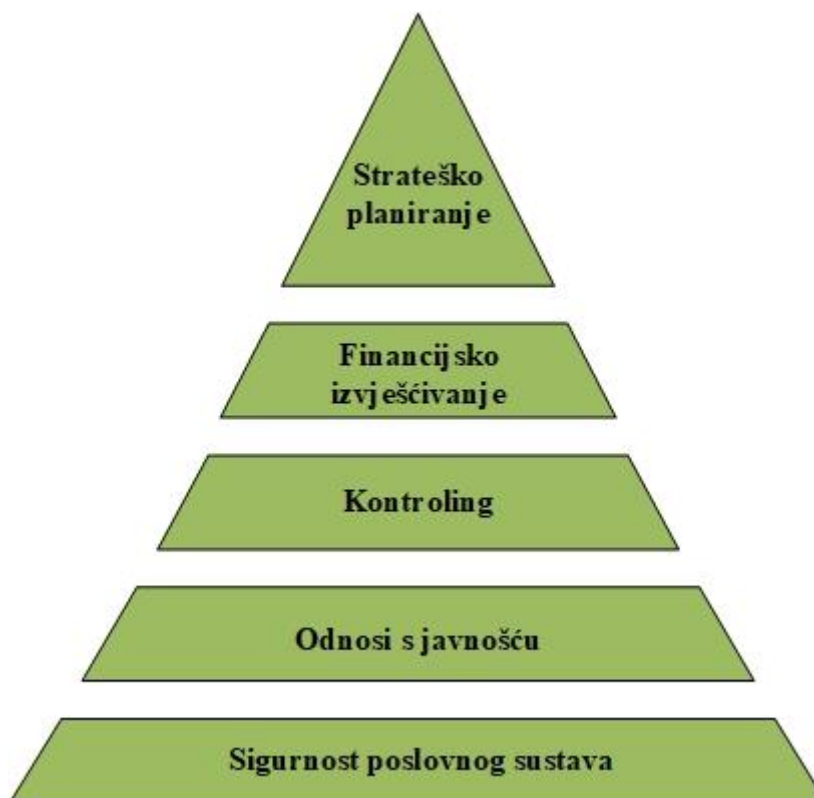 Strateško
planiranje
Financijsko
izvješćivanje
Kontroling
Odnosi s javnošću
Sigurnost poslovnog sustava